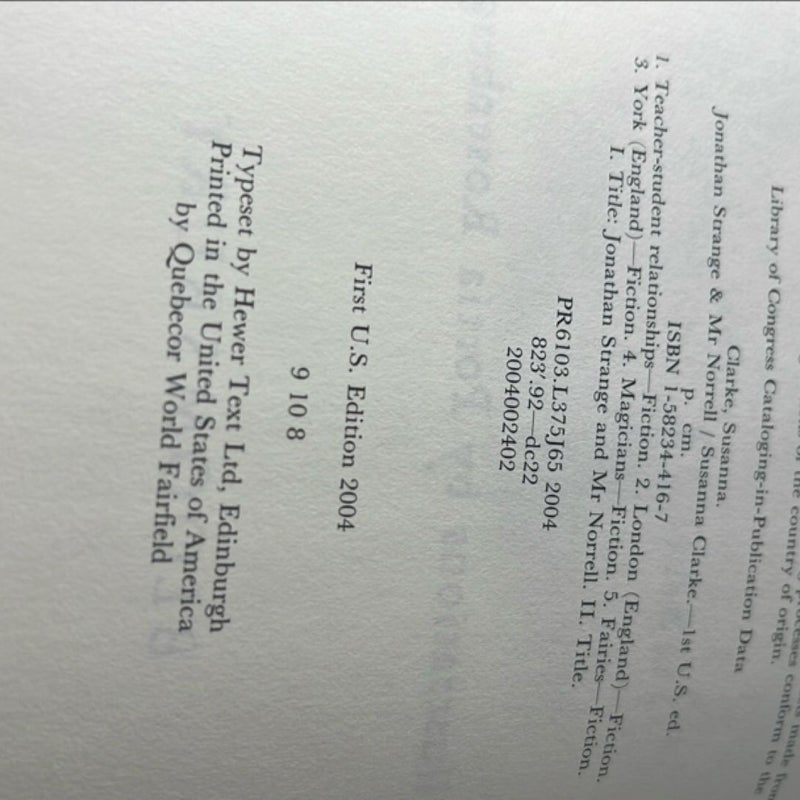 of the country of origin.
Library of Congress Cataloging-in-Publication Data
Clarke, Susanna.
Jonathan Strange & Mr Norrell / Susanna Clarke.—1st U.S. ed.
p. cm.
ISBN 1-58234-416-7
1. Teacher-student relationships—Fiction. 2. London (England)—Fiction.
3. York (England)—Fiction. 4. Magicians—Fiction. 5. Fairies—Fiction.
I. Title: Jonathan Strange and Mr Norrell. II. Title.
PR6103.L375J65 2004
823'.92—dc22
2004002402
First U.S. Edition 2004
9 10 8
Typeset by Hewer Text Ltd, Edinburgh
Printed in the United States of America
by Quebecor World Fairfield